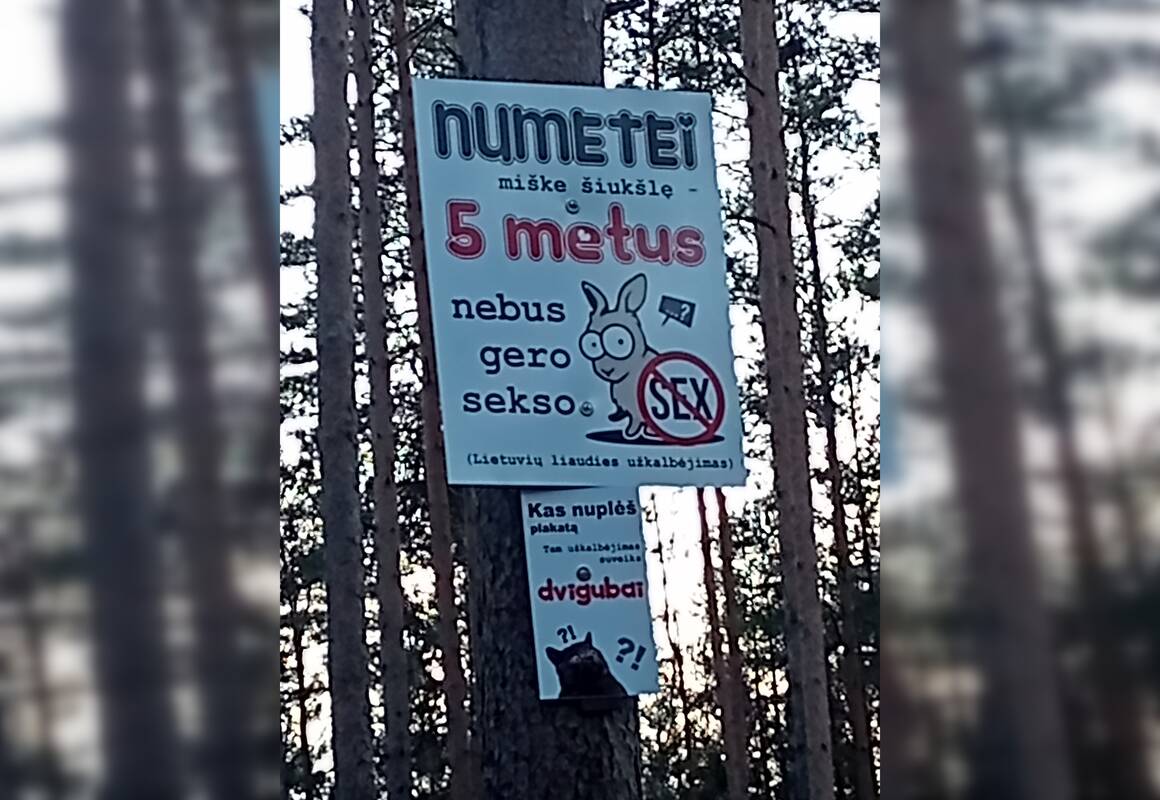 NUMETEI
miške šiukšlę -
5 metus
nebus
gero
sekso.
?
SEX
(Lietuvių liaudies užkalbėjimas)
Kas nuplėš
plakatą
Tam užkalbėjimas
suveiks
dvigubai
?!
?!